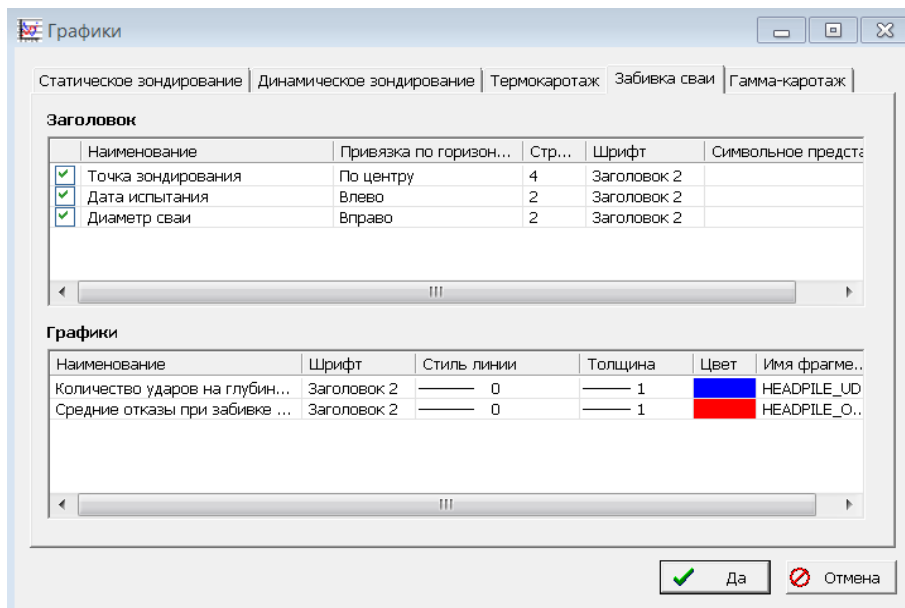 Графики
Статическое зондирование Динамическое зондирование Термокаротаж Забивка сваи Гамма-каротаж
Заголовок
Наименование Привязка по горизон... Стр... Шрифт Символьное предста
Точка зондирования По центру 4 Заголовок 2
Дата испытания Влево 2 Заголовок 2
Диаметр сваи Вправо 2 Заголовок 2
Графики
Наименование Шрифт Стиль линии Толщина Цвет Имя фрагме..
Количество ударов на глубин... Заголовок 2 0 1 HEADPILE_UD
Средние отказы при забивке ... Заголовок 2 0 1 HEADPILE_O..
Да Отмена